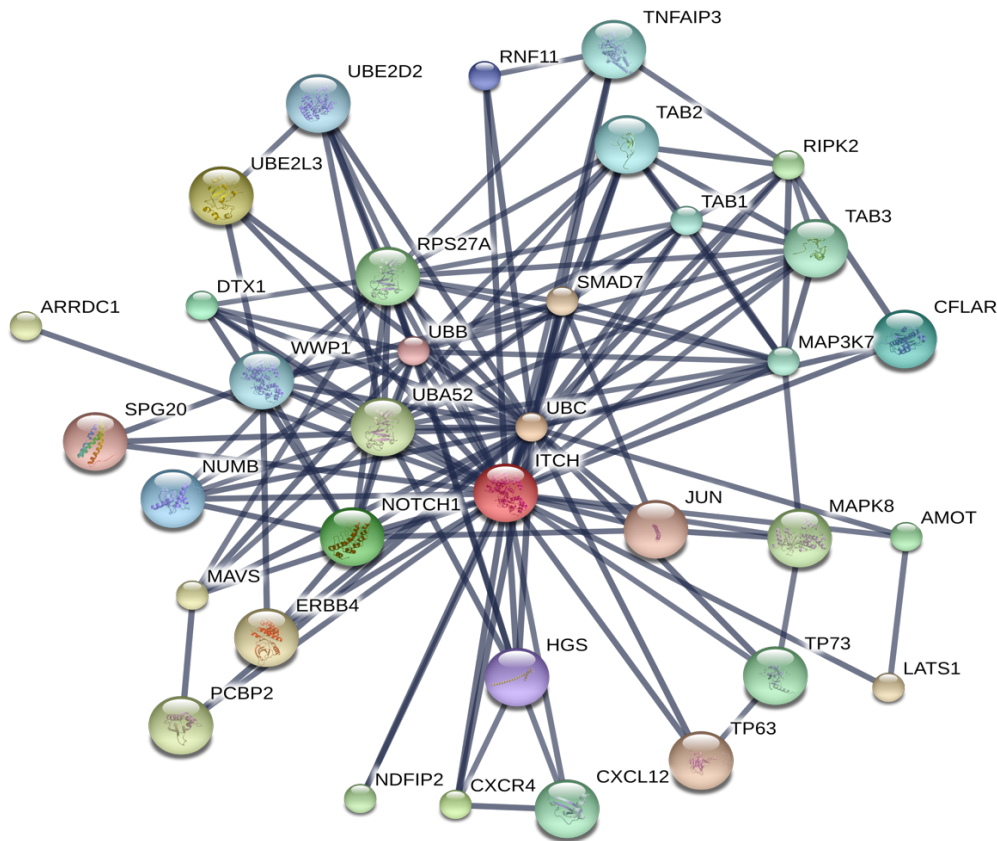 TNFAIP3
RNF11
UBE2D2
TAB2
RIPK2
UBE2L3
TAB1
TAB3
RPS27A
SMAD7
DTX1
ARRDC1
CFLAR
UBB
WWP1
MAP3K7
UBA52
UBC
SPG20
ITCH
NUMB
NOTCH1
JUN
MAPK8
AMOT
MAVS
ERBB4
HGS
TP73
LATS1
PCBP2
TP63
NDFIP2
CXCR4
CXCL12